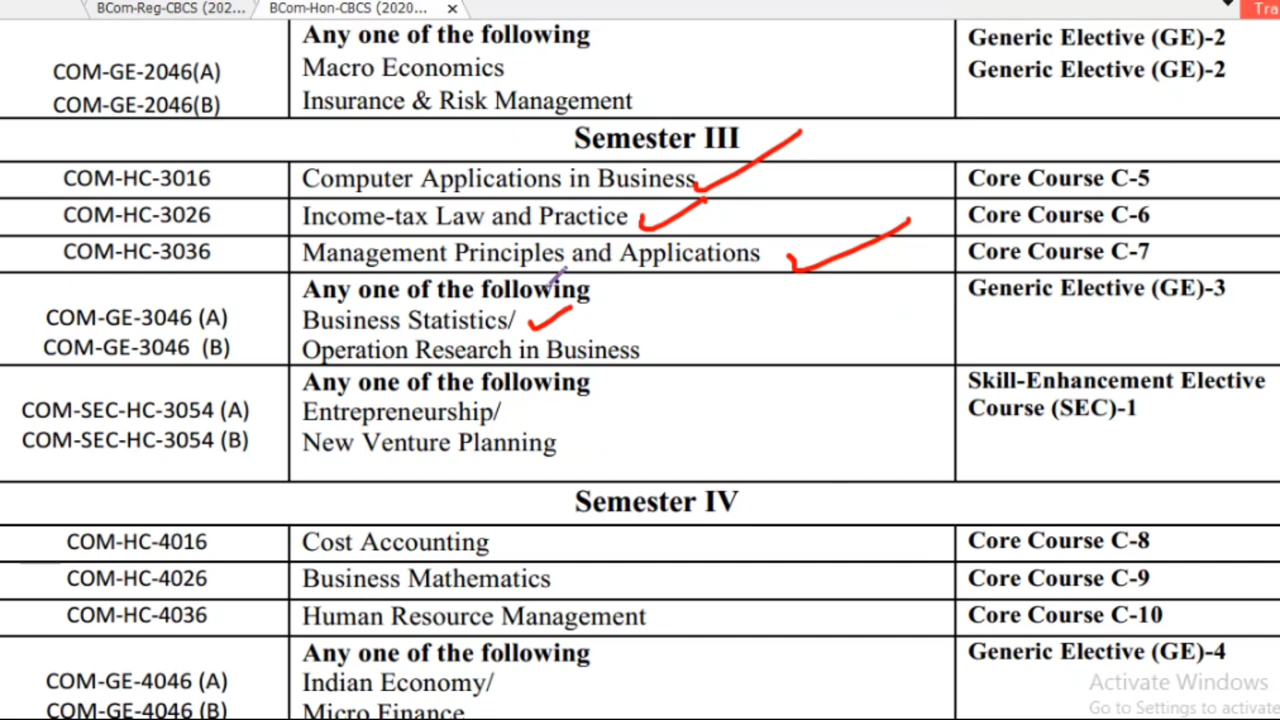 BCom-Reg-CBCS (202... BCom-Hon-CBCS (2020... ×
Tra
Any one of the following Generic Elective (GE)-2
COM-GE-2046(A) Macro Economics Generic Elective (GE)-2
COM-GE-2046(B) Insurance & Risk Management
Semester III
COM-HC-3016 Computer Applications in Business Core Course C-5
COM-HC-3026 Income-tax Law and Practice Core Course C-6
COM-HC-3036 Management Principles and Applications Core Course C-7
Any one of the following Generic Elective (GE)-3
COM-GE-3046 (A) Business Statistics/
COM-GE-3046 (B) Operation Research in Business
Any one of the following Skill-Enhancement Elective
COM-SEC-HC-3054 (A) Entrepreneurship/ Course (SEC)-1
COM-SEC-HC-3054 (B) New Venture Planning
Semester IV
COM-HC-4016 Cost Accounting Core Course C-8
COM-HC-4026 Business Mathematics Core Course C-9
COM-HC-4036 Human Resource Management Core Course C-10
Any one of the following Generic Elective (GE)-4
COM-GE-4046 (A) Indian Economy/ Activate Windows
COM-GE-4046 (B) Micro Finance Go to Settings to activate